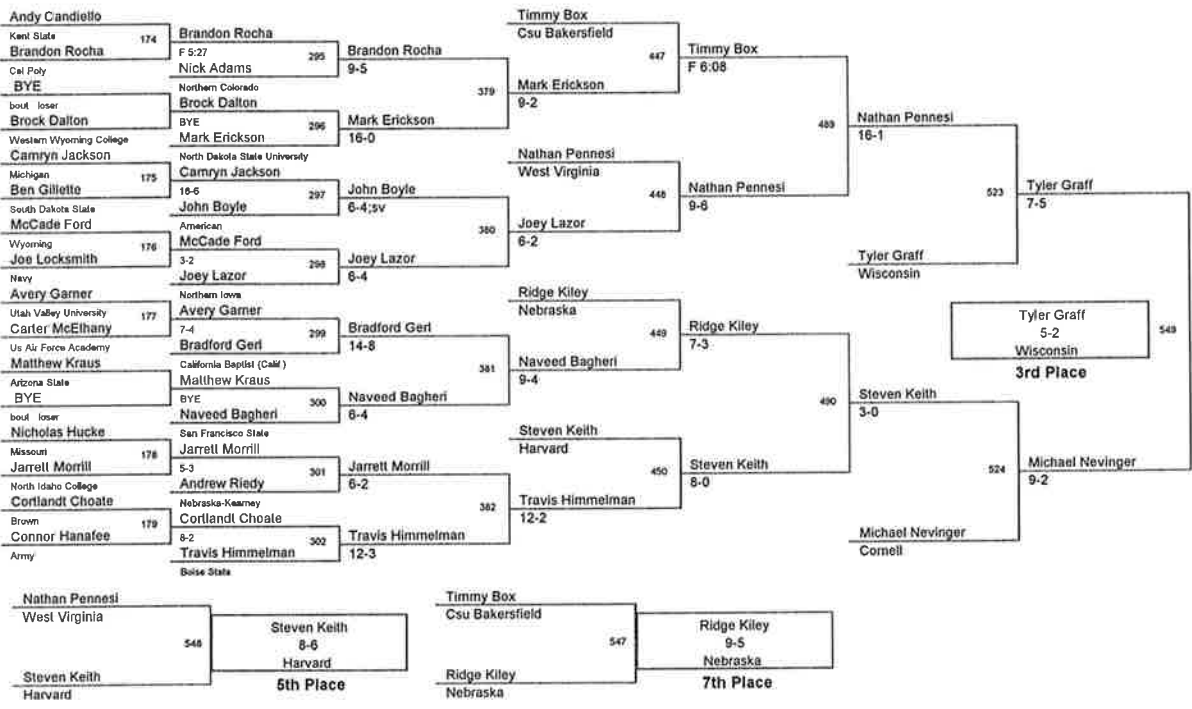 Andy Candiello
Kent State
174
Brandon Rocha
Cal Poly
BYE
bout loser
Brock Dalton
Western Wyoming College
Camryn Jackson
Michigan
175
Ben Gillette
South Dakota State
McCade Ford
Wyoming
176
Joe Locksmith
Navy
Avery Garner
Utah Valley University
177
Carter McElhany
Us Air Force Academy
Matthew Kraus
Arizona State
BYE
bout loser
Nicholas Hucke
Missouri
178
Jarrett Morrill
North Idaho College
Cortlandt Choate
Brown
179
Connor Hanafee
Army
Brandon Rocha
F 5:27
295
Nick Adams
Northern Colorado
Brock Dalton
BYE
296
Mark Erickson
North Dakota State University
Camryn Jackson
16-6
297
John Boyle
American
McCade Ford
3-2
298
Joey Lazor
Northern Iowa
Avery Garner
7-4
299
Bradford Gerl
California Baptist (Calif.)
Matthew Kraus
BYE
300
Naveed Bagheri
San Francisco State
Jarrett Morrill
5-3
301
Andrew Riedy
Nebraska-Kearney
Cortlandt Choate
8-2
302
Travis Himmelman
Boise State
Brandon Rocha
9-5
379
Mark Erickson
16-0
John Boyle
6-4;sv
380
Joey Lazor
6-4
Bradford Gerl
14-8
381
Naveed Bagheri
6-4
Jarrett Morrill
6-2
382
Travis Himmelman
12-3
Timmy Box
Csu Bakersfield
447
Mark Erickson
9-2
Nathan Pennesi
West Virginia
448
Joey Lazor
6-2
Ridge Kiley
Nebraska
449
Naveed Bagheri
9-4
Steven Keith
Harvard
450
Travis Himmelman
12-2
Timmy Box
F 6:08
489
Nathan Pennesi
9-6
Ridge Kiley
7-3
490
Steven Keith
8-0
Nathan Pennesi
16-1
523
Tyler Graff
Wisconsin
Steven Keith
3-0
524
Michael Nevinger
Cornell
Tyler Graff
7-5
549
Michael Nevinger
9-2
Tyler Graff
5-2
Wisconsin
3rd Place
Nathan Pennesi
West Virginia
548
Steven Keith
Harvard
Steven Keith
8-6
Harvard
5th Place
Timmy Box
Csu Bakersfield
547
Ridge Kiley
Nebraska
Ridge Kiley
9-5
Nebraska
7th Place